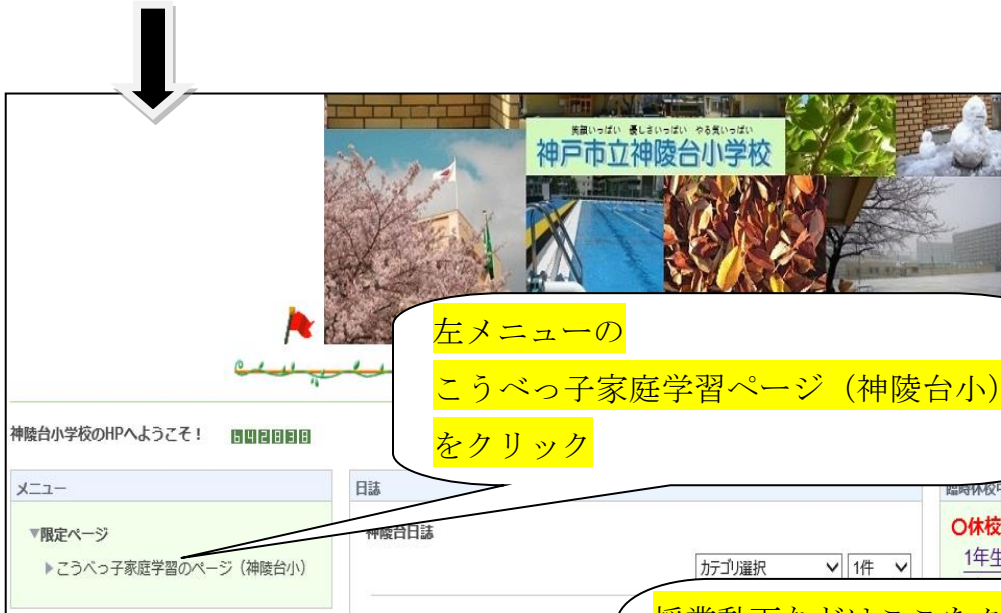 笑顔いっぱい 優しさいっぱい やる気いっぱい
神戸市立神陵台小学校
左メニューの
こうべっ子家庭学習ページ（神陵台小）
をクリック
神陵台小学校のHPへようこそ！ 642838
メニュー
▼限定ページ
▶こうべっ子家庭学習のページ（神陵台小）
日誌
神陵台日誌
カテゴリ選択 1件
臨時休校中
〇休校
1年生